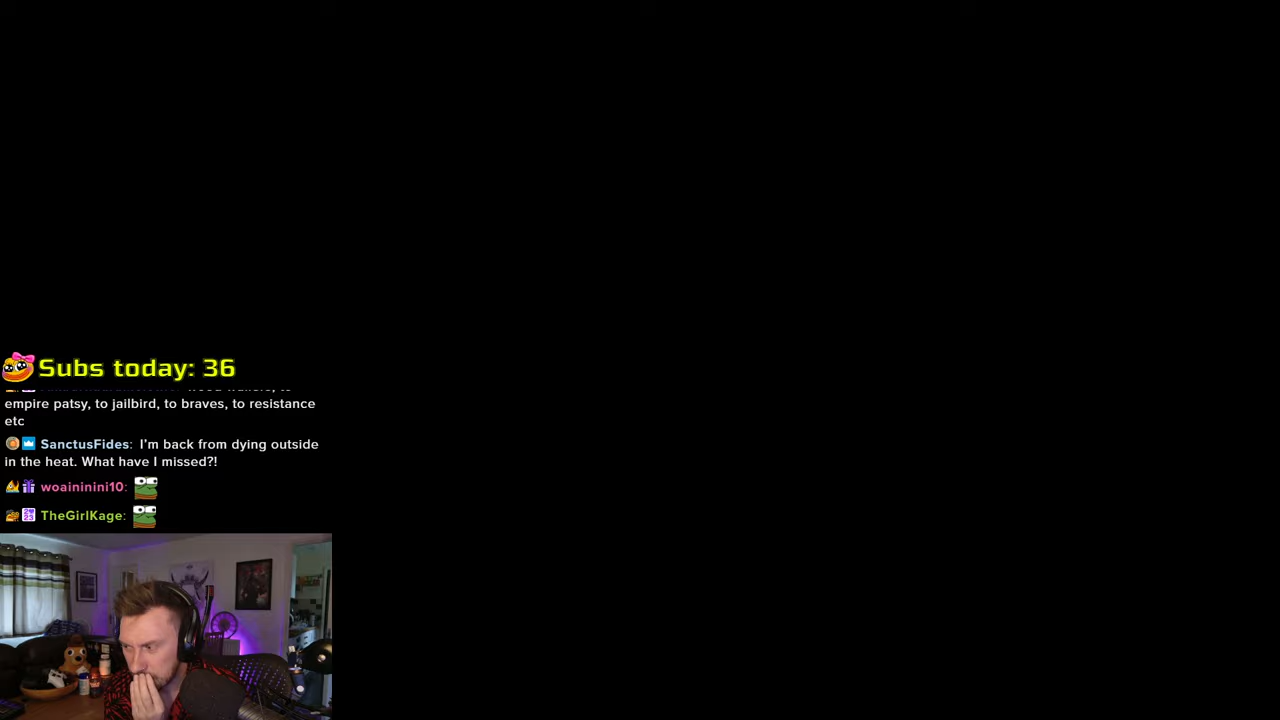 Subs today: 36
empire patsy, to jailbird, to braves, to resistance
etc
SanctusFides: I'm back from dying outside
in the heat. What have I missed?!
woaininini10:
TheGirlKage: